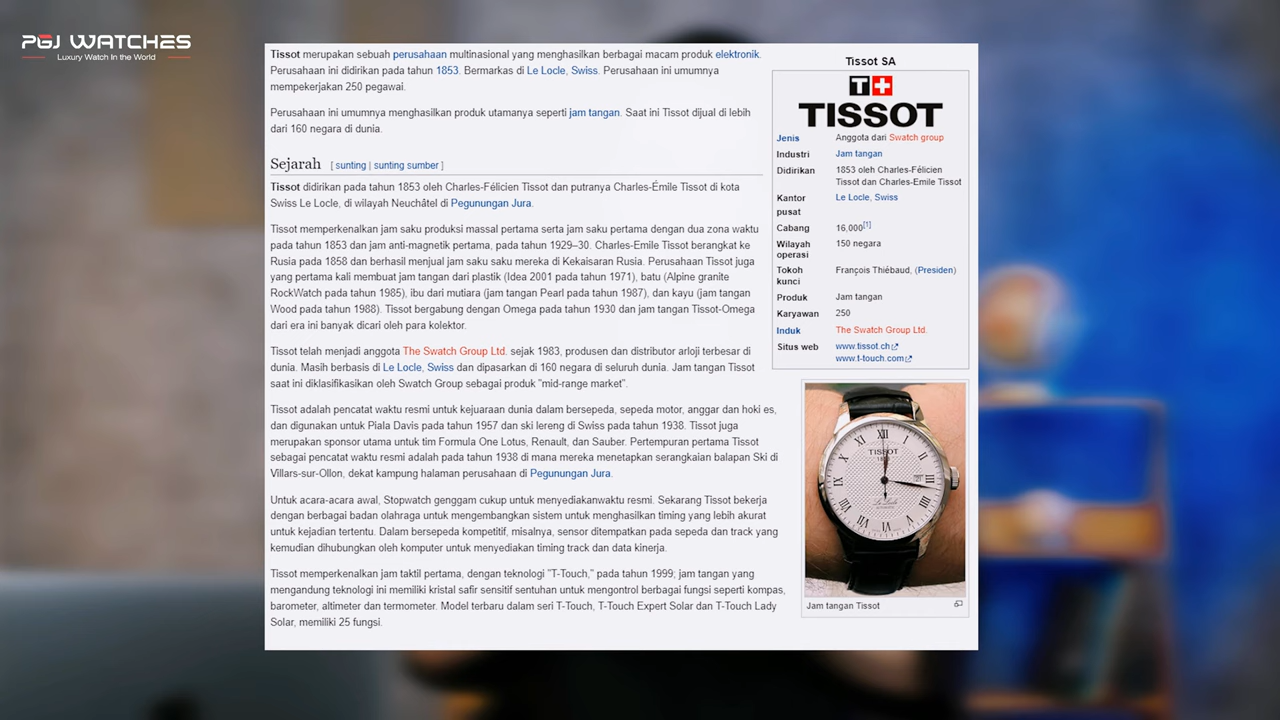 PGJ WATCHES
Luxury Watch In the World
Tissot merupakan sebuah perusahaan multinasional yang menghasilkan berbagai macam produk elektronik.
Perusahaan ini didirikan pada tahun 1853. Bermarkas di Le Locle, Swiss. Perusahaan ini umumnya
mempekerjakan 250 pegawai.
Perusahaan ini umumnya menghasilkan produk utamanya seperti jam tangan. Saat ini Tissot dijual di lebih
dari 160 negara di dunia.
Sejarah [ sunting | sunting sumber ]
Tissot didirikan pada tahun 1853 oleh Charles-Félicien Tissot dan putranya Charles-Émile Tissot di kota
Swiss Le Locle, di wilayah Neuchâtel di Pegunungan Jura.
Tissot memperkenalkan jam saku produksi massal pertama serta jam saku pertama dengan dua zona waktu
pada tahun 1853 dan jam anti-magnetik pertama, pada tahun 1929–30. Charles-Emile Tissot berangkat ke
Rusia pada 1858 dan berhasil menjual jam saku saku mereka di Kekaisaran Rusia. Perusahaan Tissot juga
yang pertama kali membuat jam tangan dari plastik (Idea 2001 pada tahun 1971), batu (Alpine granite
RockWatch pada tahun 1985), ibu dari mutiara (jam tangan Pearl pada tahun 1987), dan kayu (jam tangan
Wood pada tahun 1988). Tissot bergabung dengan Omega pada tahun 1930 dan jam tangan Tissot-Omega
dari era ini banyak dicari oleh para kolektor.
Tissot telah menjadi anggota The Swatch Group Ltd. sejak 1983, produsen dan distributor arloji terbesar di
dunia. Masih berbasis di Le Locle, Swiss dan dipasarkan di 160 negara di seluruh dunia. Jam tangan Tissot
saat ini diklasifikasikan oleh Swatch Group sebagai produk "mid-range market".
Tissot adalah pencatat waktu resmi untuk kejuaraan dunia dalam bersepeda, sepeda motor, anggar dan hoki es,
dan digunakan untuk Piala Davis pada tahun 1957 dan ski lereng di Swiss pada tahun 1938. Tissot juga
merupakan sponsor utama untuk tim Formula One Lotus, Renault, dan Sauber. Pertempuran pertama Tissot
sebagai pencatat waktu resmi adalah pada tahun 1938 di mana mereka menetapkan serangkaian balapan Ski di
Villars-sur-Ollon, dekat kampung halaman perusahaan di Pegunungan Jura.
Untuk acara-acara awal, Stopwatch genggam cukup untuk menyediakanwaktu resmi. Sekarang Tissot bekerja
dengan berbagai badan olahraga untuk mengembangkan sistem untuk menghasilkan timing yang lebih akurat
untuk kejadian tertentu. Dalam bersepeda kompetitif, misalnya, sensor ditempatkan pada sepeda dan track yang
kemudian dihubungkan oleh komputer untuk menyediakan timing track dan data kinerja.
Tissot memperkenalkan jam taktil pertama, dengan teknologi "T-Touch," pada tahun 1999; jam tangan yang
mengandung teknologi ini memiliki kristal safir sensitif sentuhan untuk mengontrol berbagai fungsi seperti kompas,
barometer, altimeter dan termometer. Model terbaru dalam seri T-Touch, T-Touch Expert Solar dan T-Touch Lady
Solar, memiliki 25 fungsi.
Tissot SA
T+
TISSOT
Jenis Anggota dari Swatch group
Industri Jam tangan
Didirikan 1853 oleh Charles-Félicien
Tissot dan Charles-Emile Tissot
Kantor Le Locle, Swiss
pusat
Cabang 16,000[1]
Wilayah 150 negara
operasi
Tokoh François Thiébaud, (Presiden)
kunci
Produk Jam tangan
Karyawan 250
Induk The Swatch Group Ltd.
Situs web www.tissot.ch
www.t-touch.com
TISSOT
1853
Le Locle
Jam tangan Tissot